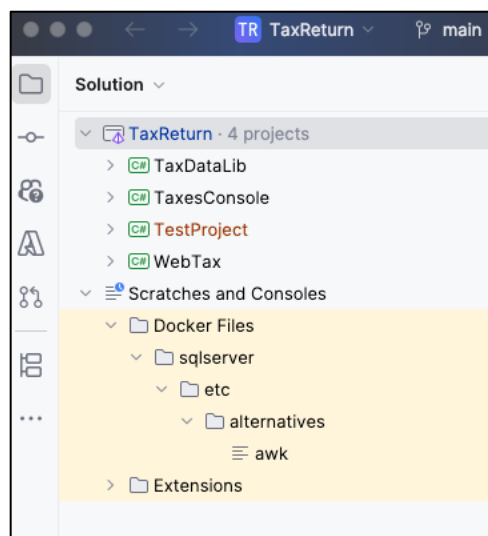 TR TaxReturn main
Solution
TaxReturn · 4 projects
C# TaxDataLib
C# TaxesConsole
C# TestProject
C# WebTax
Scratches and Consoles
Docker Files
sqlserver
etc
alternatives
awk
Extensions